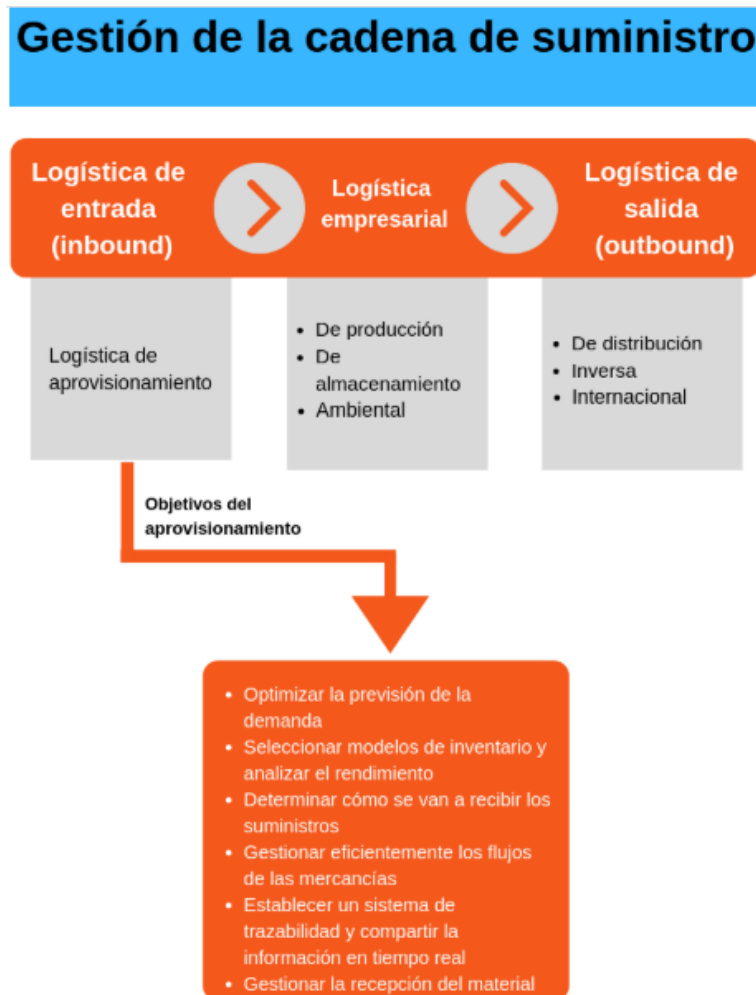 Gestión de la cadena de suministro
Logística de
entrada
(inbound)
Logística
empresarial
Logística de
salida
(outbound)
Logística de
aprovisionamiento
• De producción
• De
almacenamiento
• Ambiental
• De distribución
• Inversa
• Internacional
Objetivos del
aprovisionamiento
• Optimizar la previsión de la
demanda
• Seleccionar modelos de inventario y
analizar el rendimiento
• Determinar cómo se van a recibir los
suministros
• Gestionar eficientemente los flujos
de las mercancías
• Establecer un sistema de
trazabilidad y compartir la
información en tiempo real
• Gestionar la recepción del material